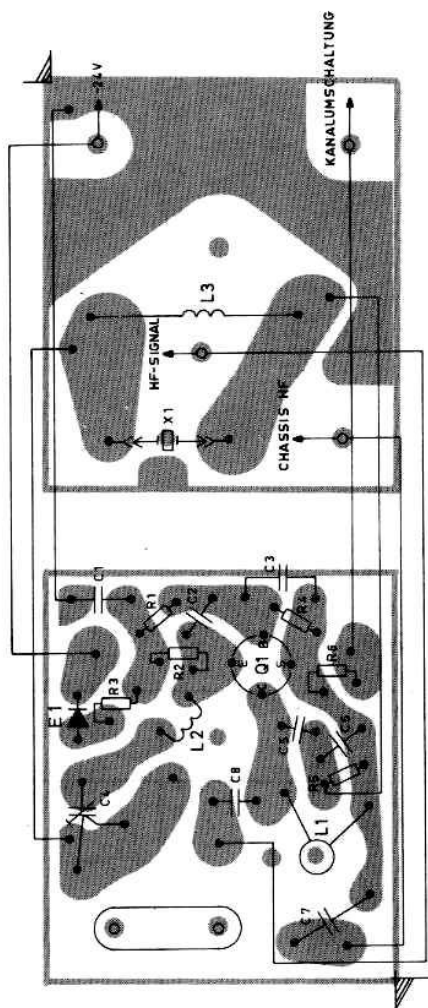 -24V
KANALUMSCHALTUNG
L3
HF-SIGNAL
X1
CHASSIS HF
C1
C3
R1
C2
R4
R2
E
B
C
S
Q1
R6
E1
R3
L2
C6
C5
R5
C4
C8
L1
C7